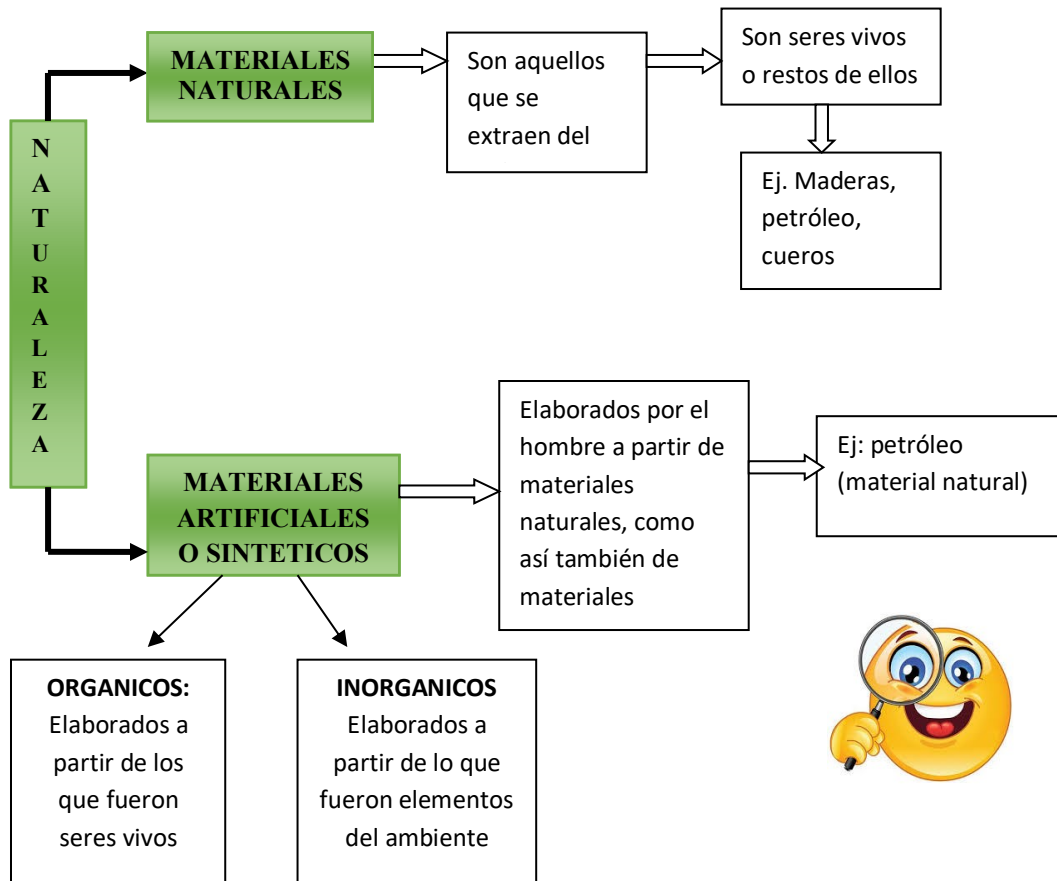 NATURALEZA
MATERIALES
NATURALES
Son aquellos
que se
extraen del
Son seres vivos
o restos de ellos
Ej. Maderas,
petróleo,
cueros
MATERIALES
ARTIFICIALES
O SINTETICOS
Elaborados por el
hombre a partir de
materiales
naturales, como
así también de
materiales
Ej: petróleo
(material natural)
ORGANICOS:
Elaborados a
partir de los
que fueron
seres vivos
INORGANICOS
Elaborados a
partir de lo que
fueron elementos
del ambiente